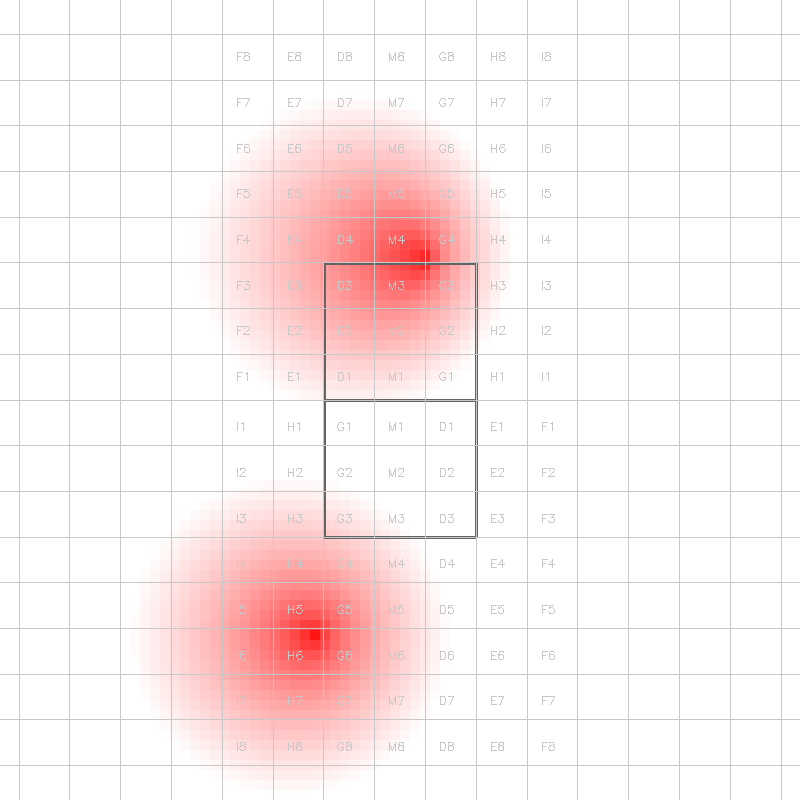 F8 E8 D8 M8 G8 H8 I8
F7 E7 D7 M7 G7 H7 I7
F6 E6 D6 M6 G6 H6 I6
F5 E5 D5 M5 G5 H5 I5
F4 E4 D4 M4 G4 H4 I4
F3 E3 D3 M3 G3 H3 I3
F2 E2 D2 M2 G2 H2 I2
F1 E1 D1 M1 G1 H1 I1
I1 H1 G1 M1 D1 E1 F1
I2 H2 G2 M2 D2 E2 F2
I3 H3 G3 M3 D3 E3 F3
I4 H4 G4 M4 D4 E4 F4
I5 H5 G5 M5 D5 E5 F5
I6 H6 G6 M6 D6 E6 F6
I7 H7 G7 M7 D7 E7 F7
I8 H8 G8 M8 D8 E8 F8